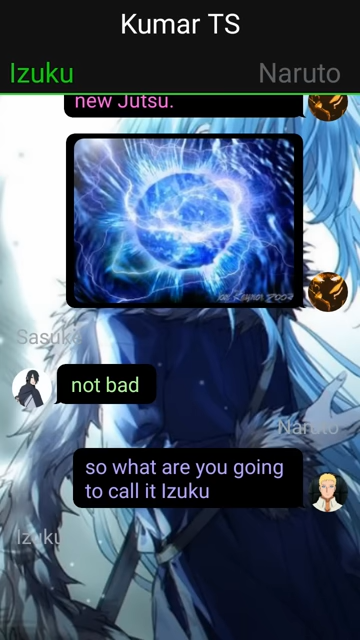 Kumar TS
Izuku
Naruto
new Jutsu.
Sasuke
not bad
Naruto
so what are you going
to call it Izuku
Izuku